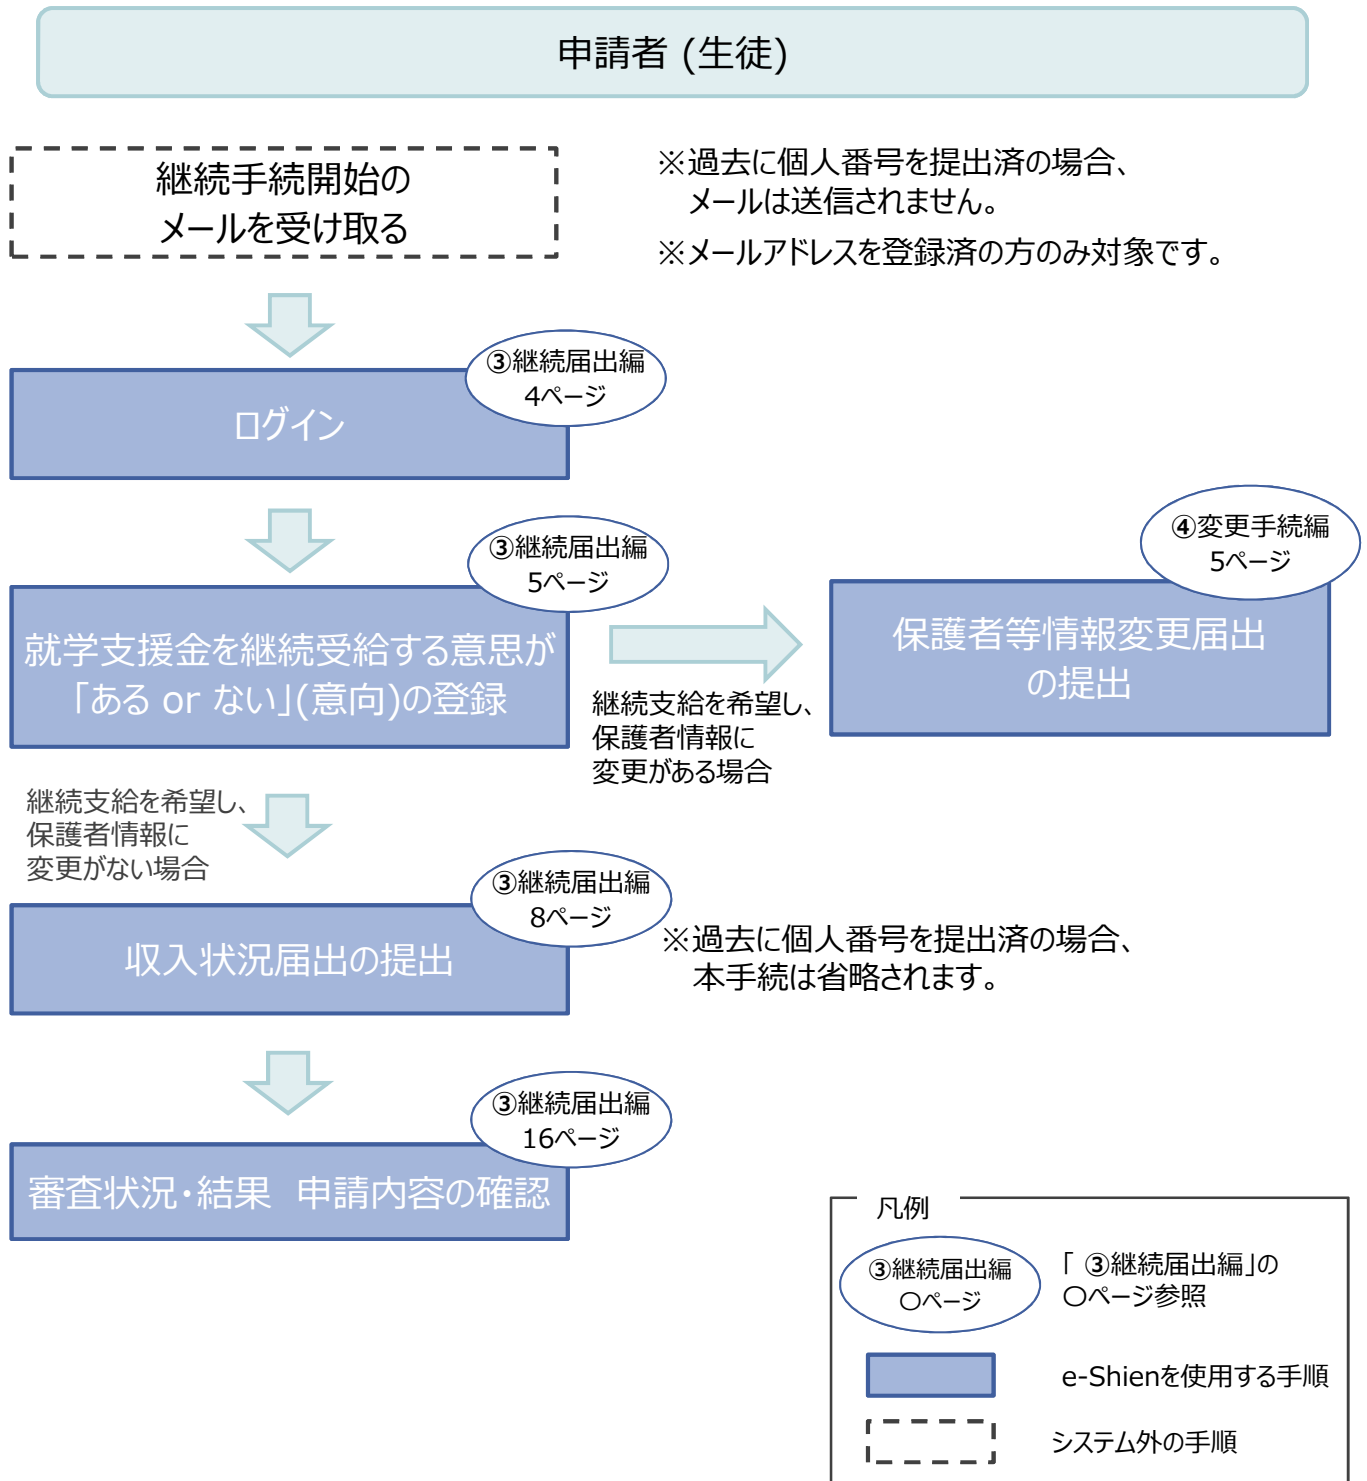 申請者 (生徒)
継続手続開始の
メールを受け取る
※過去に個人番号を提出済の場合、
メールは送信されません。
※メールアドレスを登録済の方のみ対象です。
③継続届出編
4ページ
ログイン
③継続届出編
5ページ
就学支援金を継続受給する意思が
「ある or ない」(意向)の登録
継続支給を希望し、
保護者情報に
変更がある場合
④変更手続編
5ページ
保護者等情報変更届出
の提出
継続支給を希望し、
保護者情報に
変更がない場合
③継続届出編
8ページ
収入状況届出の提出
※過去に個人番号を提出済の場合、
本手続は省略されます。
③継続届出編
16ページ
審査状況・結果　申請内容の確認
凡例
③継続届出編
〇ページ
「 ③継続届出編」の
〇ページ参照
e-Shienを使用する手順
システム外の手順